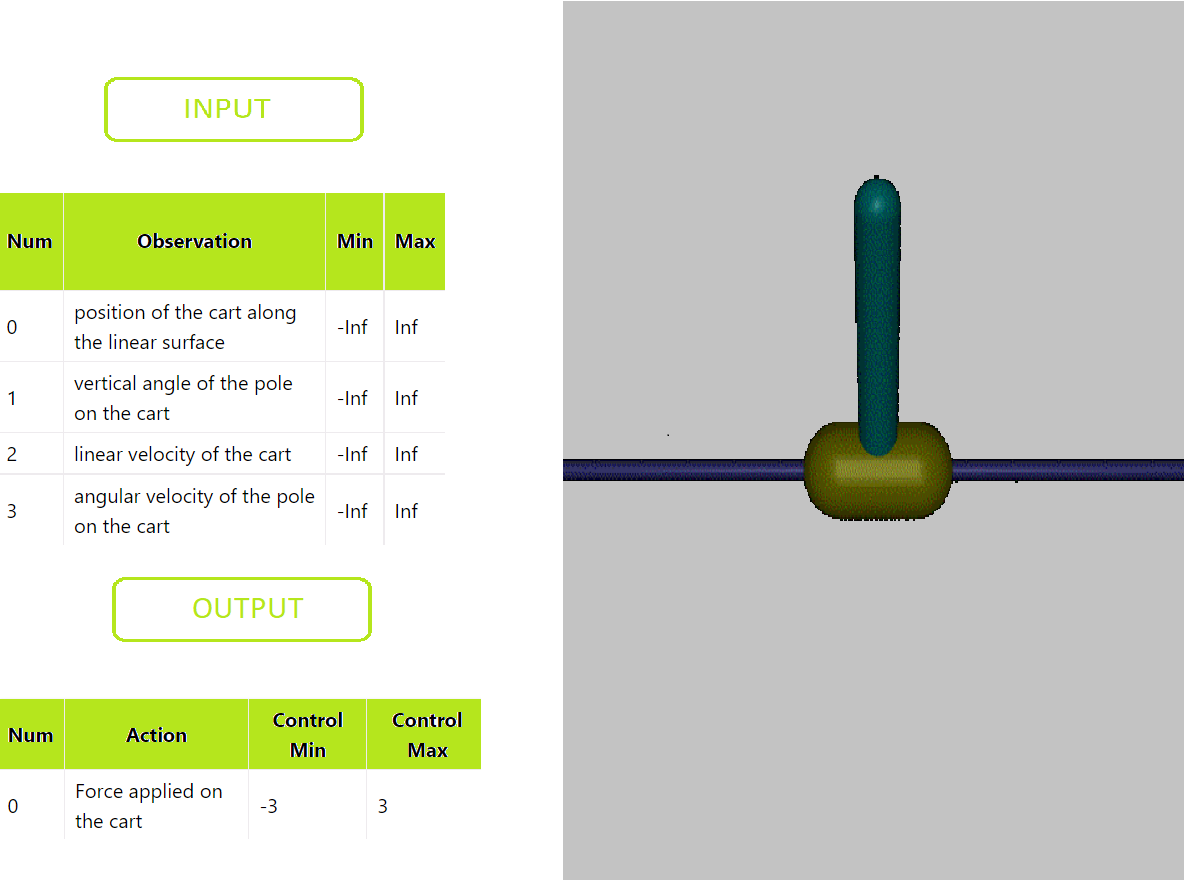 INPUT
Num Observation Min Max
0 position of the cart along the linear surface -Inf Inf
1 vertical angle of the pole on the cart -Inf Inf
2 linear velocity of the cart -Inf Inf
3 angular velocity of the pole on the cart -Inf Inf
OUTPUT
Num Action Control Min Control Max
0 Force applied on the cart -3 3